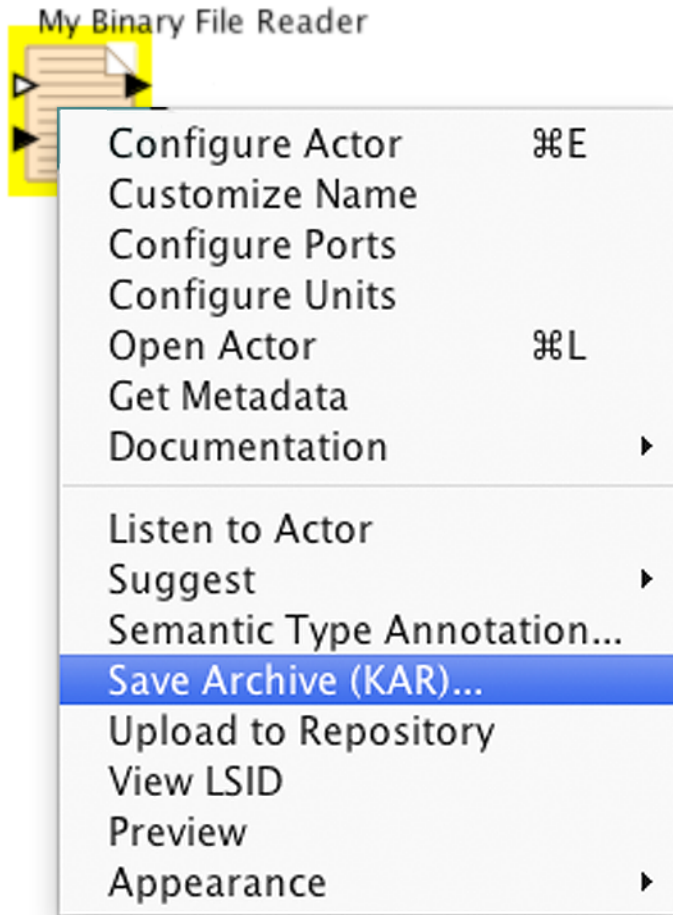 My Binary File Reader
Configure Actor ⌘E
Customize Name
Configure Ports
Configure Units
Open Actor ⌘L
Get Metadata
Documentation
Listen to Actor
Suggest
Semantic Type Annotation...
Save Archive (KAR)...
Upload to Repository
View LSID
Preview
Appearance